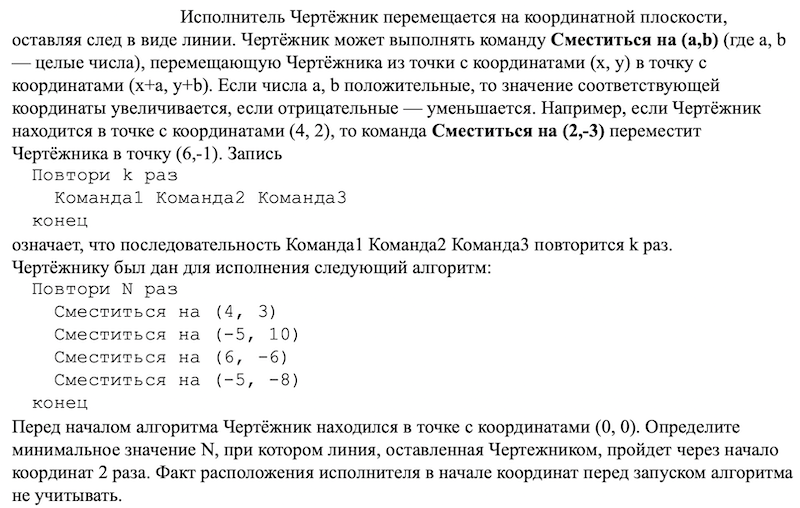 Исполнитель Чертёжник перемещается на координатной плоскости,
оставляя след в виде линии. Чертёжник может выполнять команду Сместиться на (a,b) (где a, b
— целые числа), перемещающую Чертёжника из точки с координатами (x, y) в точку с
координатами (x+a, y+b). Если числа a, b положительные, то значение соответствующей
координаты увеличивается, если отрицательные — уменьшается. Например, если Чертёжник
находится в точке с координатами (4, 2), то команда Сместиться на (2,-3) переместит
Чертёжника в точку (6,-1). Запись
Повтори k раз
Команда1 Команда2 Команда3
конец
означает, что последовательность Команда1 Команда2 Команда3 повторится k раз.
Чертёжнику был дан для исполнения следующий алгоритм:
Повтори N раз
Сместиться на (4, 3)
Сместиться на (-5, 10)
Сместиться на (6, -6)
Сместиться на (-5, -8)
конец
Перед началом алгоритма Чертёжник находился в точке с координатами (0, 0). Определите
минимальное значение N, при котором линия, оставленная Чертежником, пройдет через начало
координат 2 раза. Факт расположения исполнителя в начале координат перед запуском алгоритма
не учитывать.